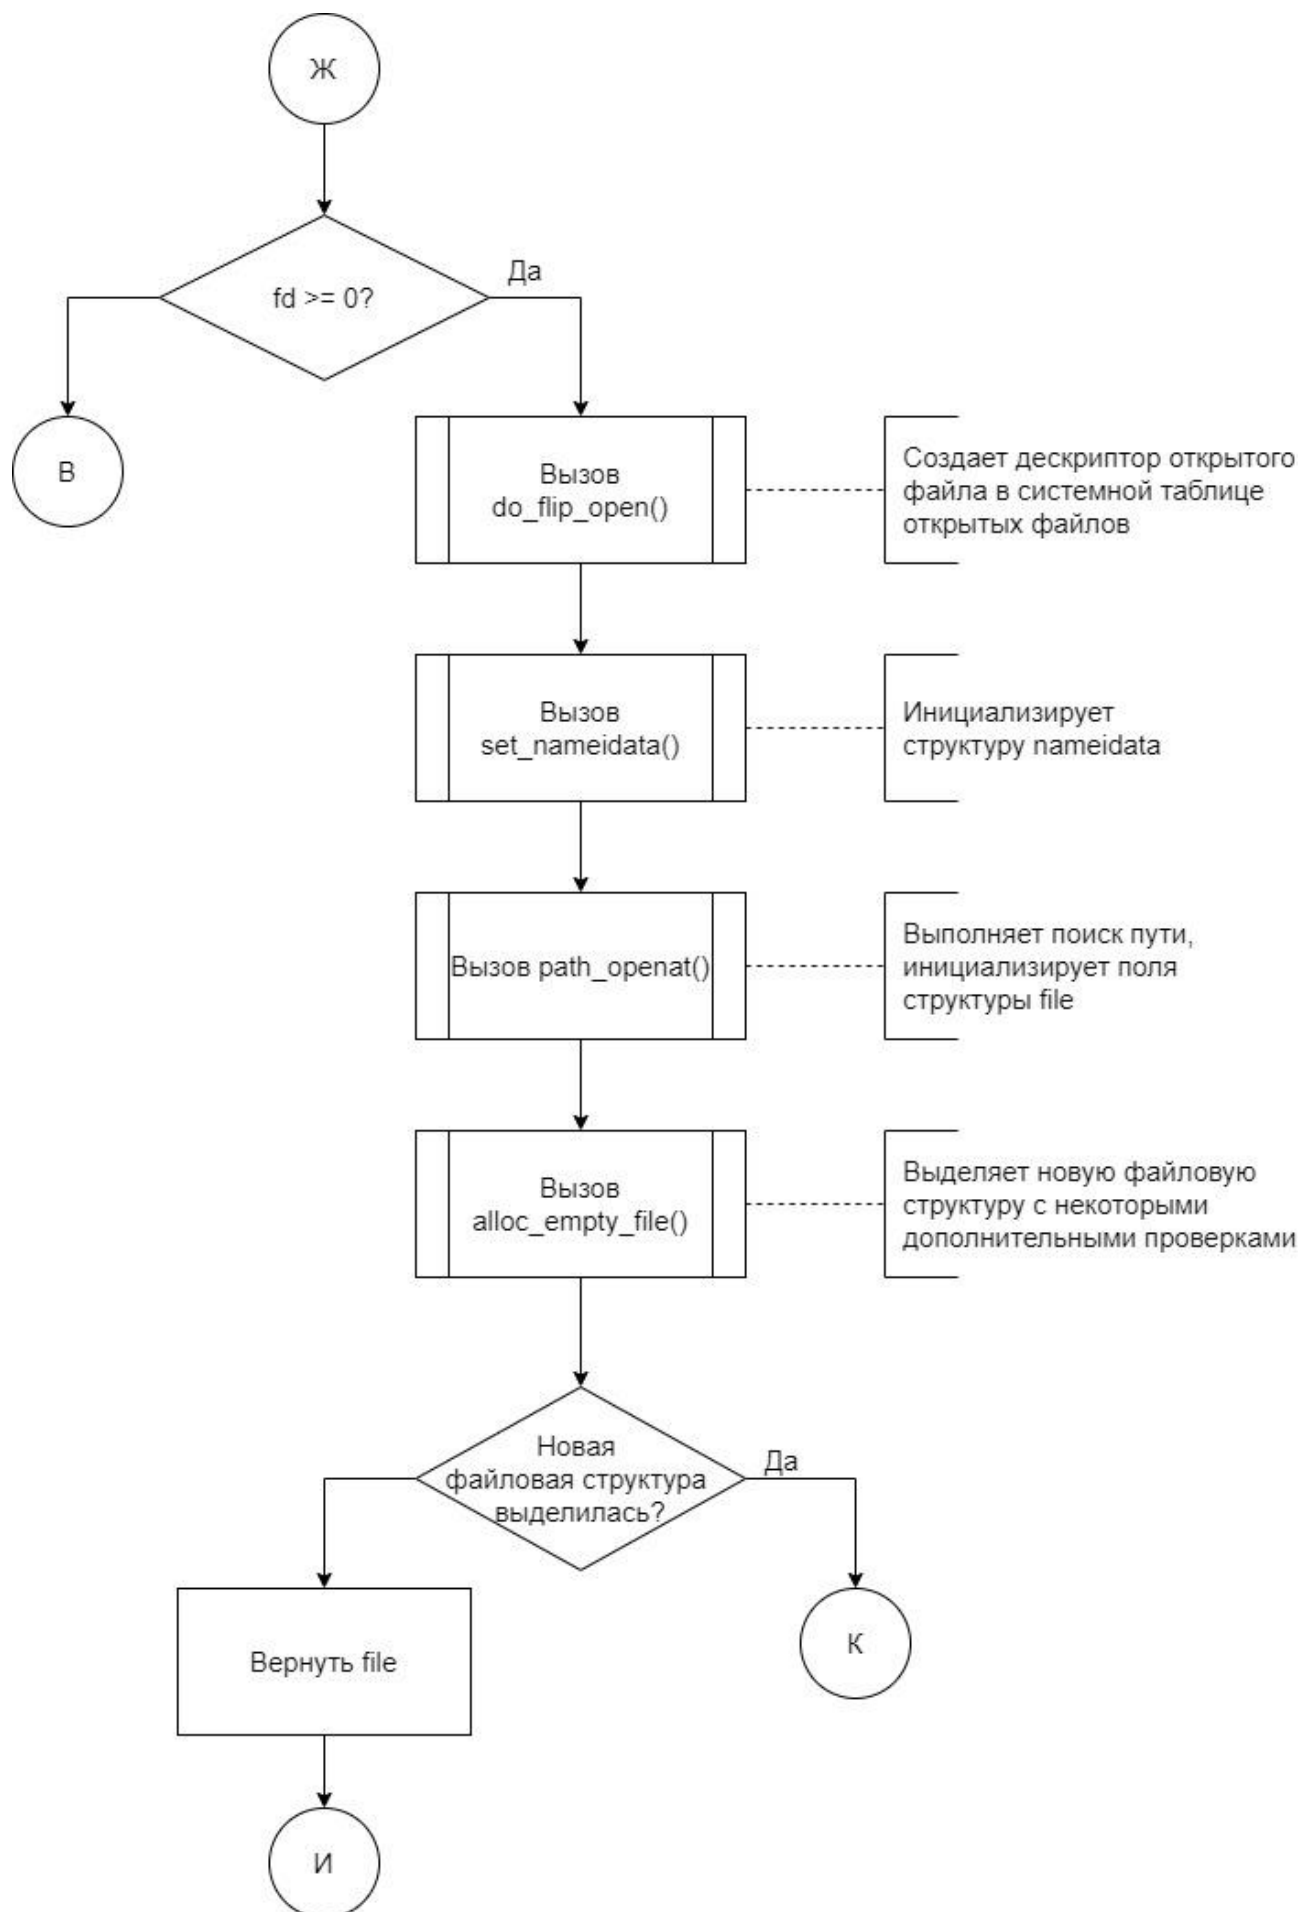 Ж
fd >= 0?
Да
В
Вызов
do_flip_open()
Создает дескриптор открытого
файла в системной таблице
открытых файлов
Вызов
set_nameidata()
Инициализирует
структуру nameidata
Вызов path_openat()
Выполняет поиск пути,
инициализирует поля
структуры file
Вызов
alloc_empty_file()
Выделяет новую файловую
структуру с некоторыми
дополнительными проверками
Новая
файловая структура
выделилась?
Да
Вернуть file
К
И